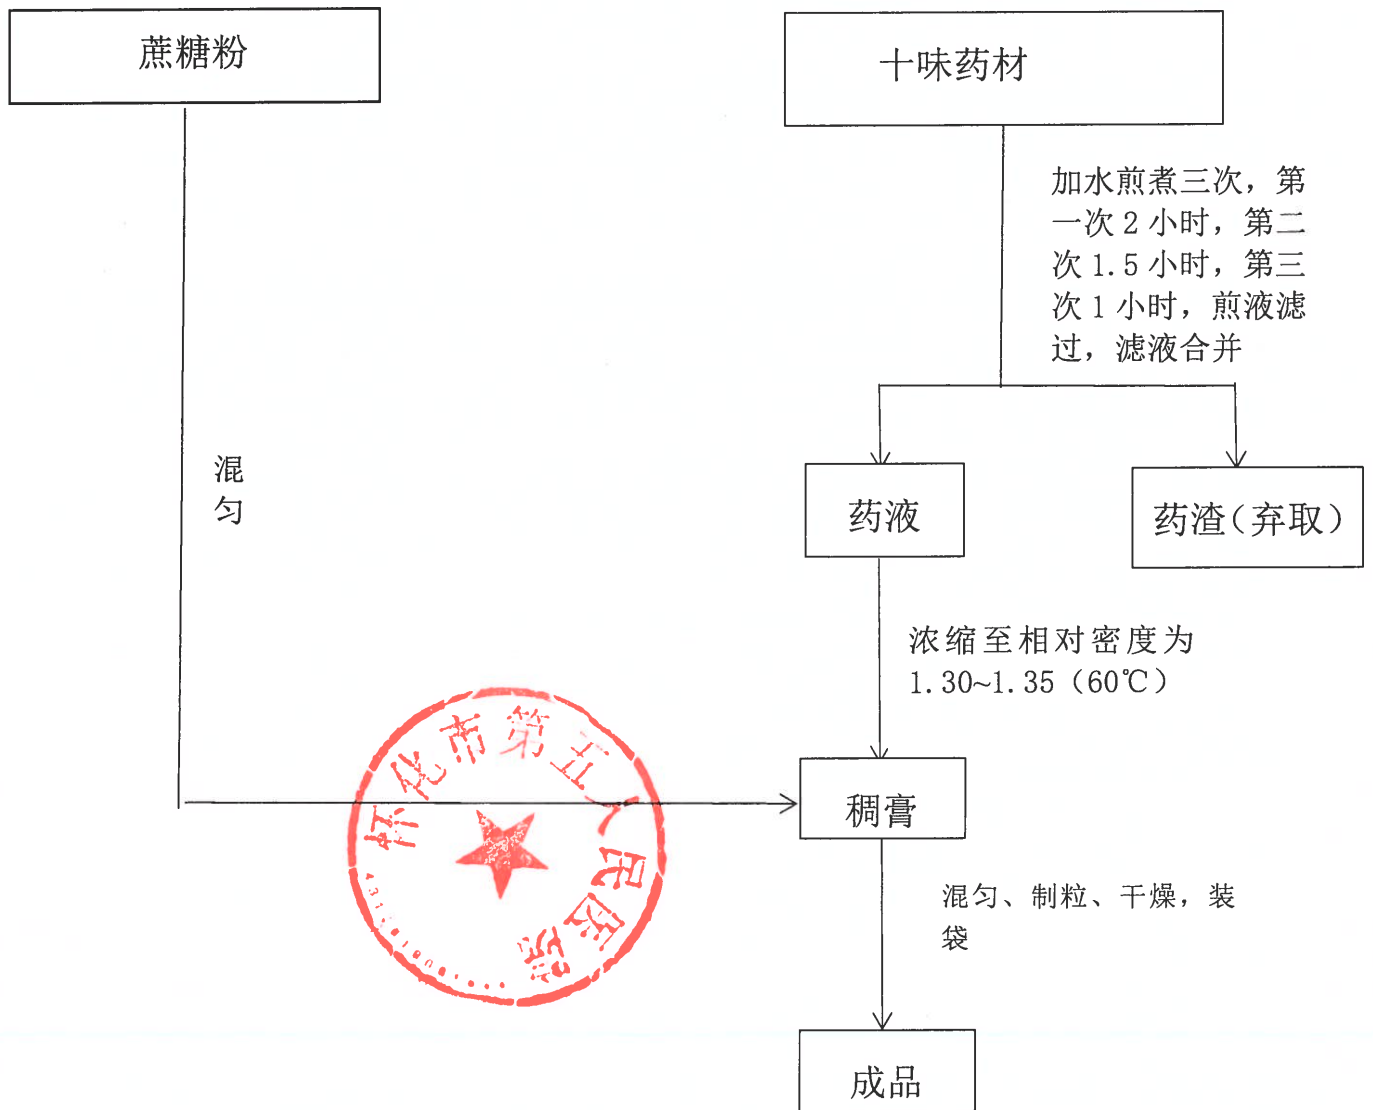 蔗糖粉
十味药材
加水煎煮三次，第
一次 2 小时，第二
次 1.5 小时，第三
次 1 小时，煎液滤
过，滤液合并
混
匀
药液
药渣（弃取）
浓缩至相对密度为
1.30~1.35（60℃）
怀化市第五人民医院
稠膏
混匀、制粒、干燥，装
袋
成品